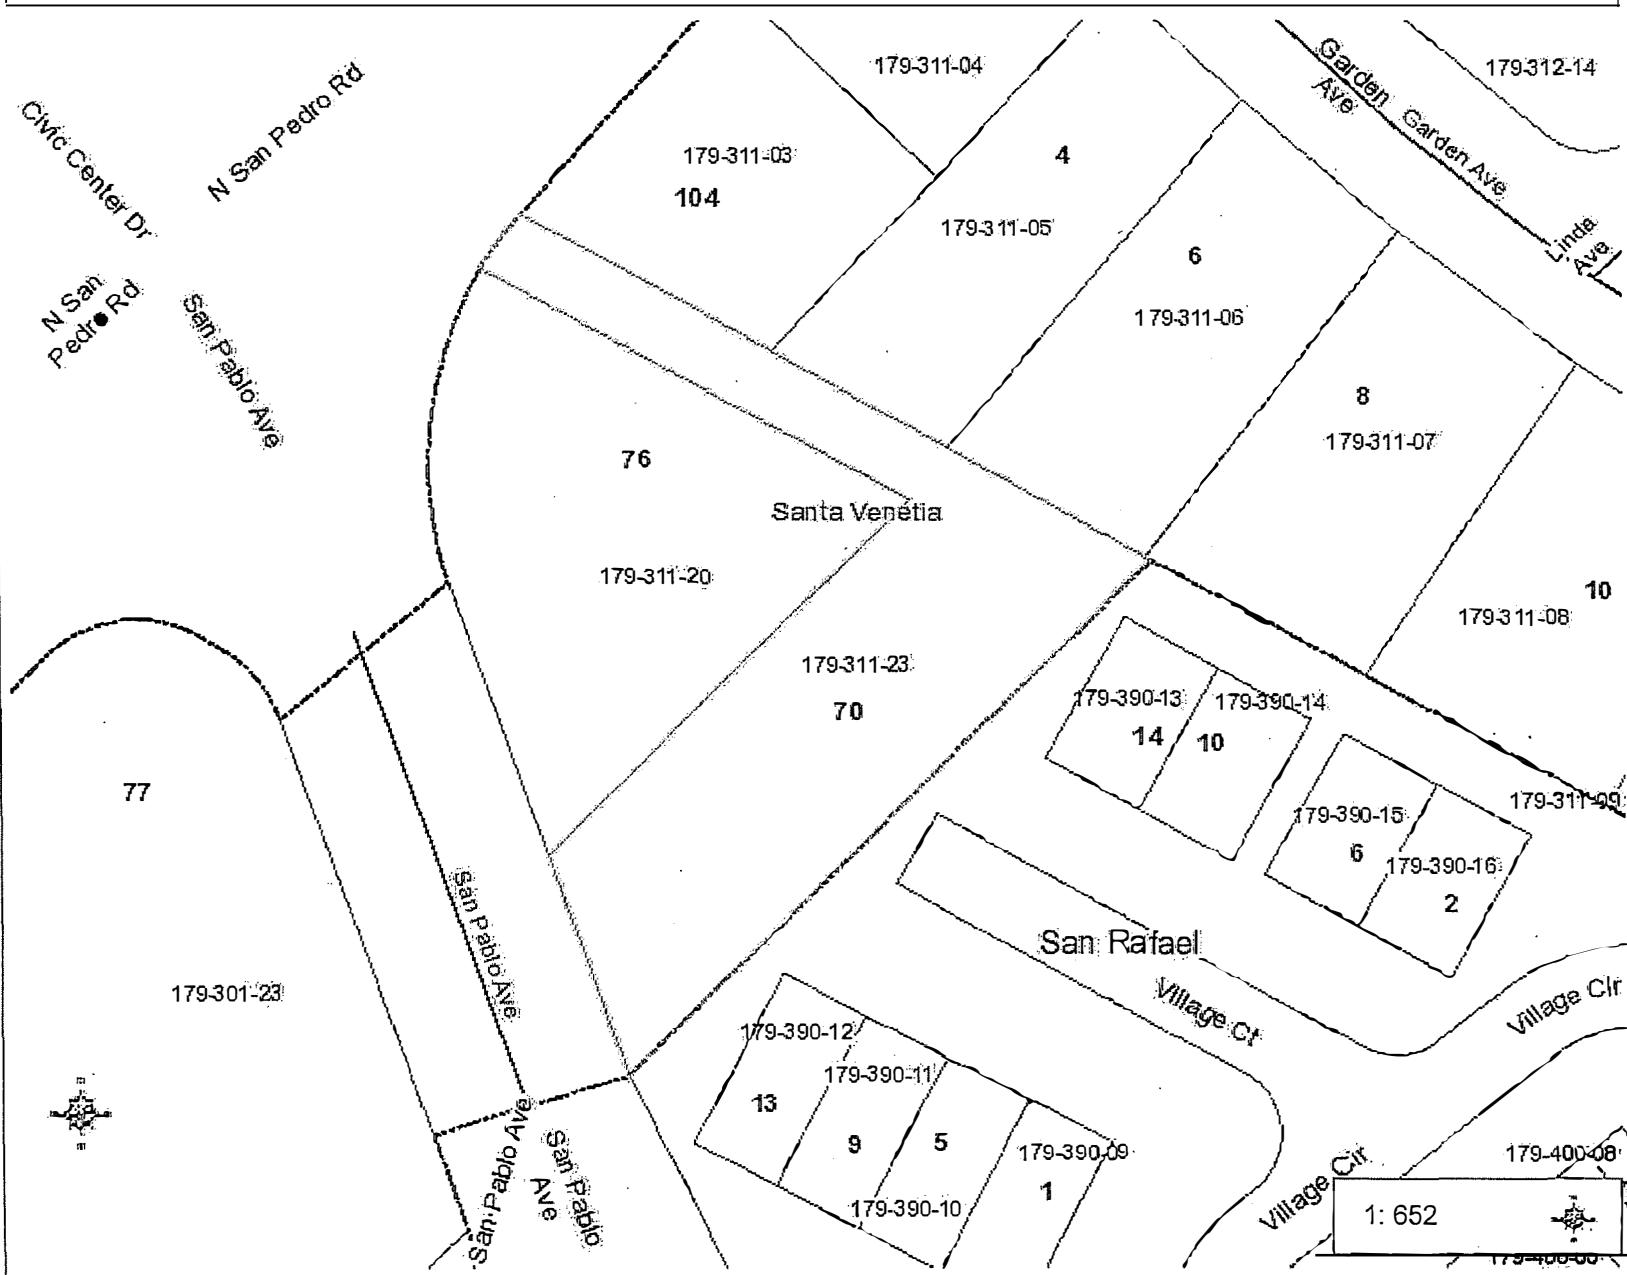 179-311-04
179-312-14
Garden
Ave
Garden Ave
Civic Center Dr
N San Pedro Rd
179-311-03
104
4
179-311-05
6
179-311-06
Linda
Ave
N San
Pedro Rd
San Pablo Ave
8
179-311-07
76
Santa Venetia
179-311-20
10
179-311-08
179-311-23
70
179-390-13
14
179-390-14
10
77
179-311-09
179-390-15
6
179-390-16
2
San Pablo Ave
San Rafael
Village Ct
Village Cir
179-301-23
179-390-12
13
179-390-11
9
5
179-390-10
179-390-09
1
San Pablo Ave
San Pablo
Ave
Village Cir
179-400-08
1: 652